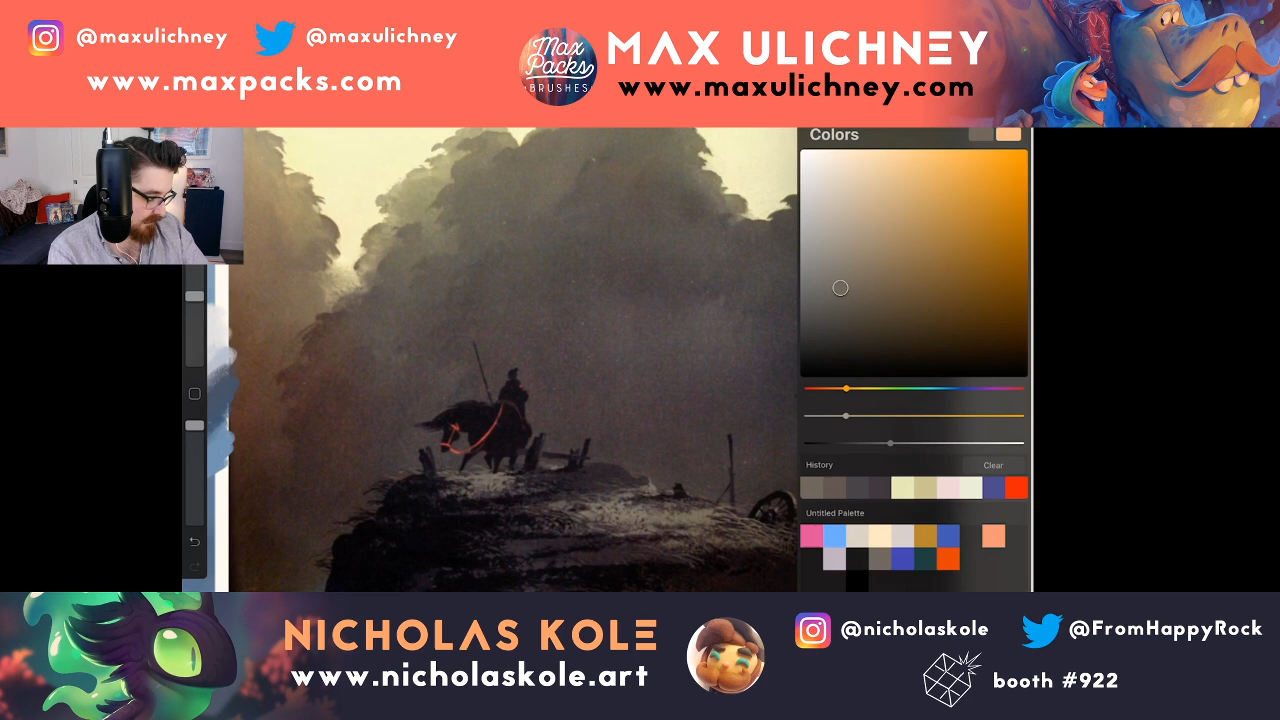 @maxulichney
@maxulichney
www.maxpacks.com
Max
Packs
BRUSHES
MAX ULICHNEY
www.maxulichney.com
Colors
History
Clear
Untitled Palette
NICHOLAS KOLE
www.nicholaskole.art
@nicholaskole
@FromHappyRock
booth #922